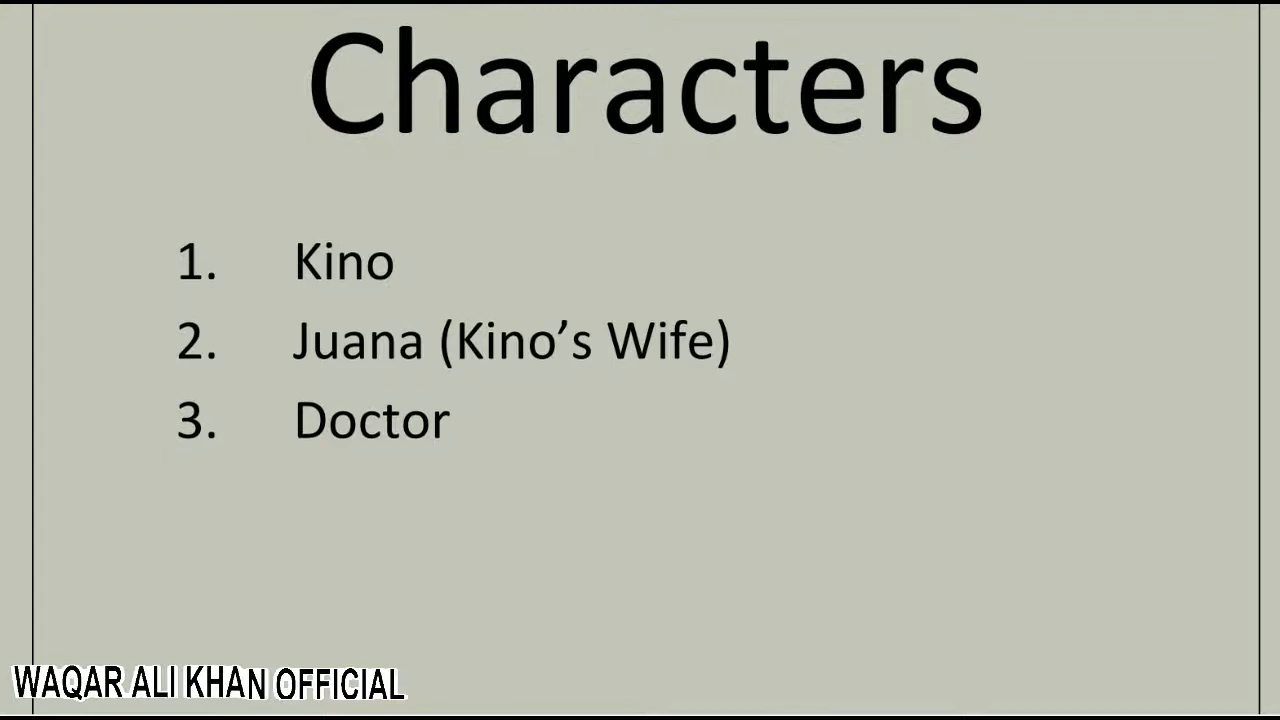 Characters
1. Kino
2. Juana (Kino’s Wife)
3. Doctor
WAQAR ALI KHAN OFFICIAL